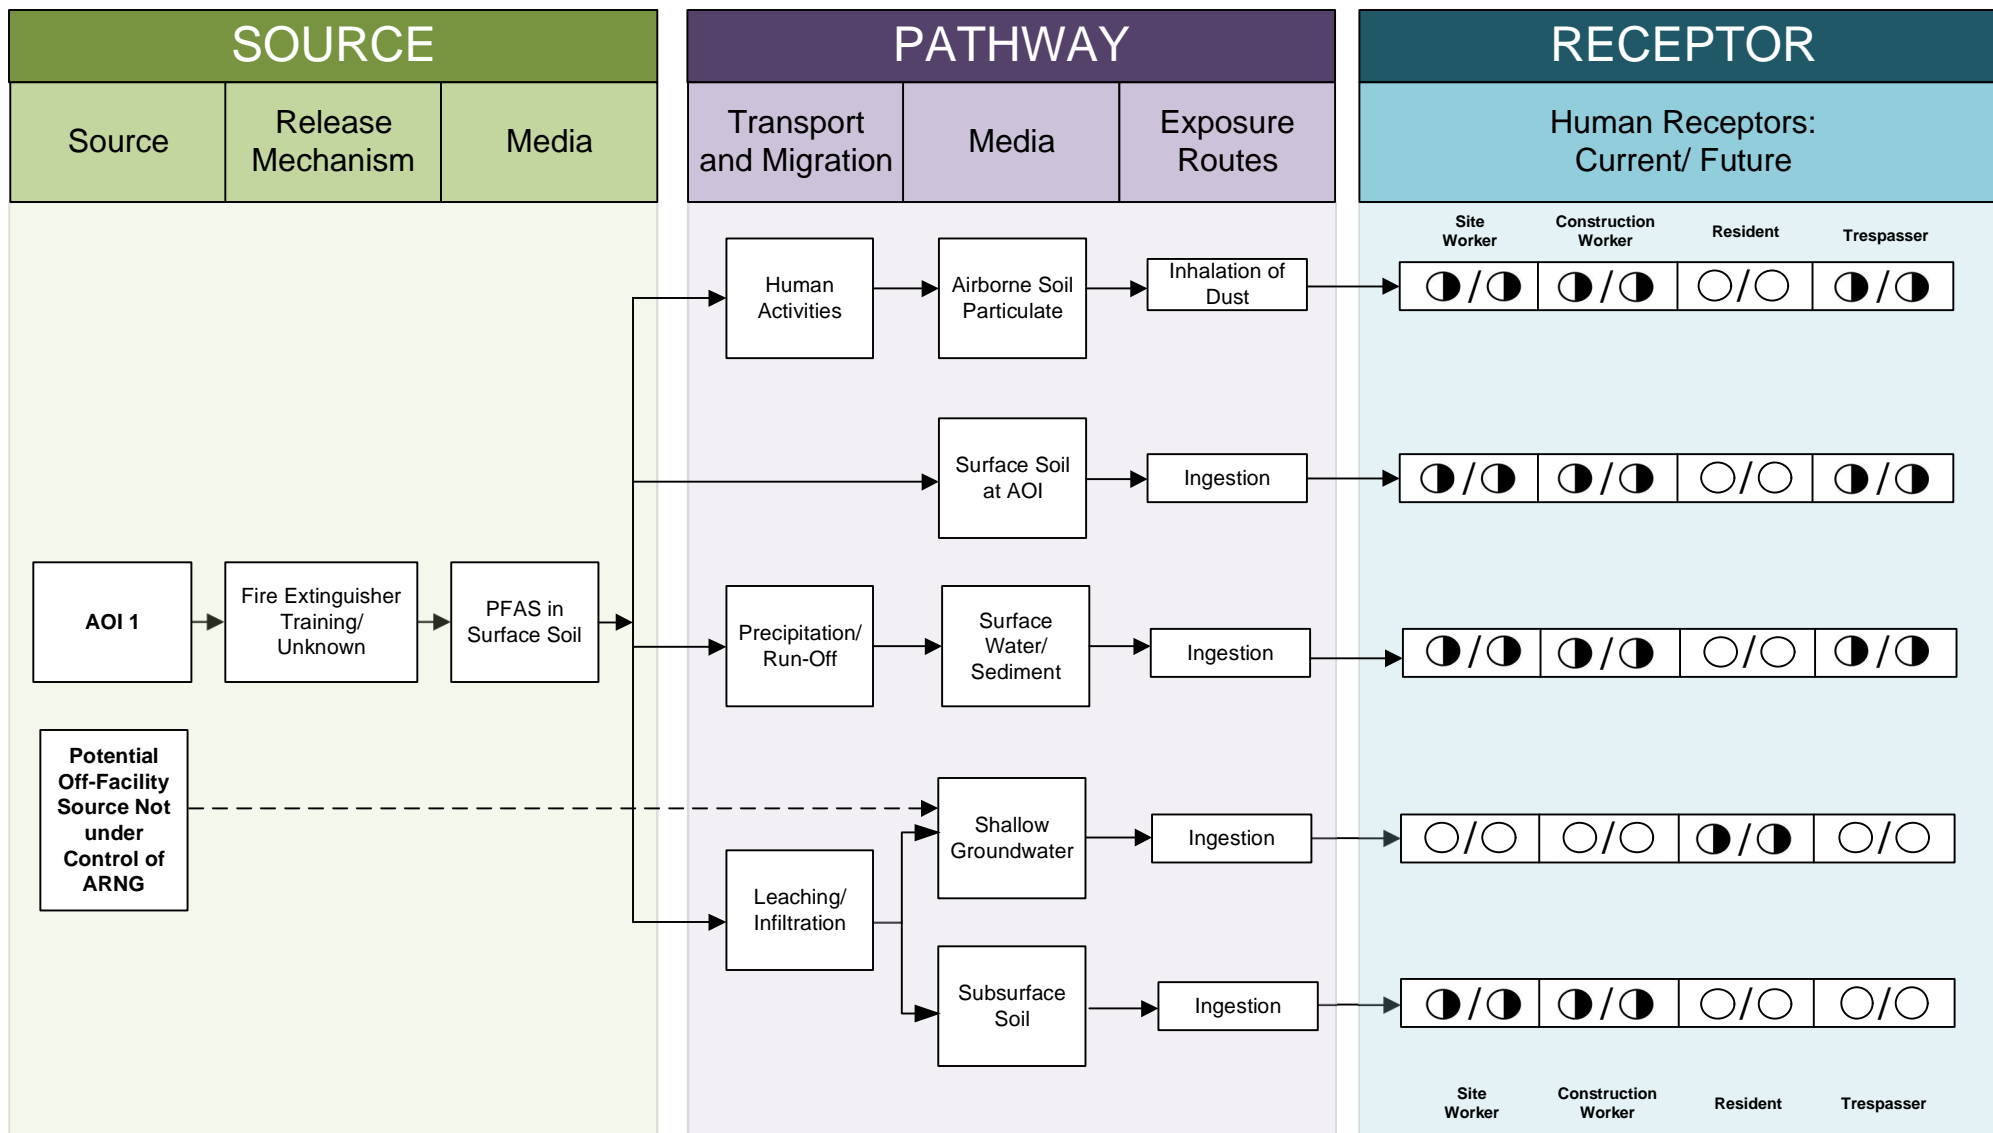 SOURCE
PATHWAY
RECEPTOR
Source
Release
Mechanism
Media
Transport
and Migration
Media
Exposure
Routes
Human Receptors:
Current/ Future
Site
Worker
Construction
Worker
Resident
Trespasser
Human
Activities
Airborne Soil
Particulate
Inhalation of
Dust
/
/
/
/
Surface Soil
at AOI
Ingestion
/
/
/
/
AOI 1
Fire Extinguisher
Training/
Unknown
PFAS in
Surface Soil
Precipitation/
Run-Off
Surface
Water/
Sediment
Ingestion
/
/
/
/
Potential
Off-Facility
Source Not
under
Control of
ARNG
Shallow
Groundwater
Ingestion
/
/
/
/
Leaching/
Infiltration
Subsurface
Soil
Ingestion
/
/
/
/
Site
Worker
Construction
Worker
Resident
Trespasser